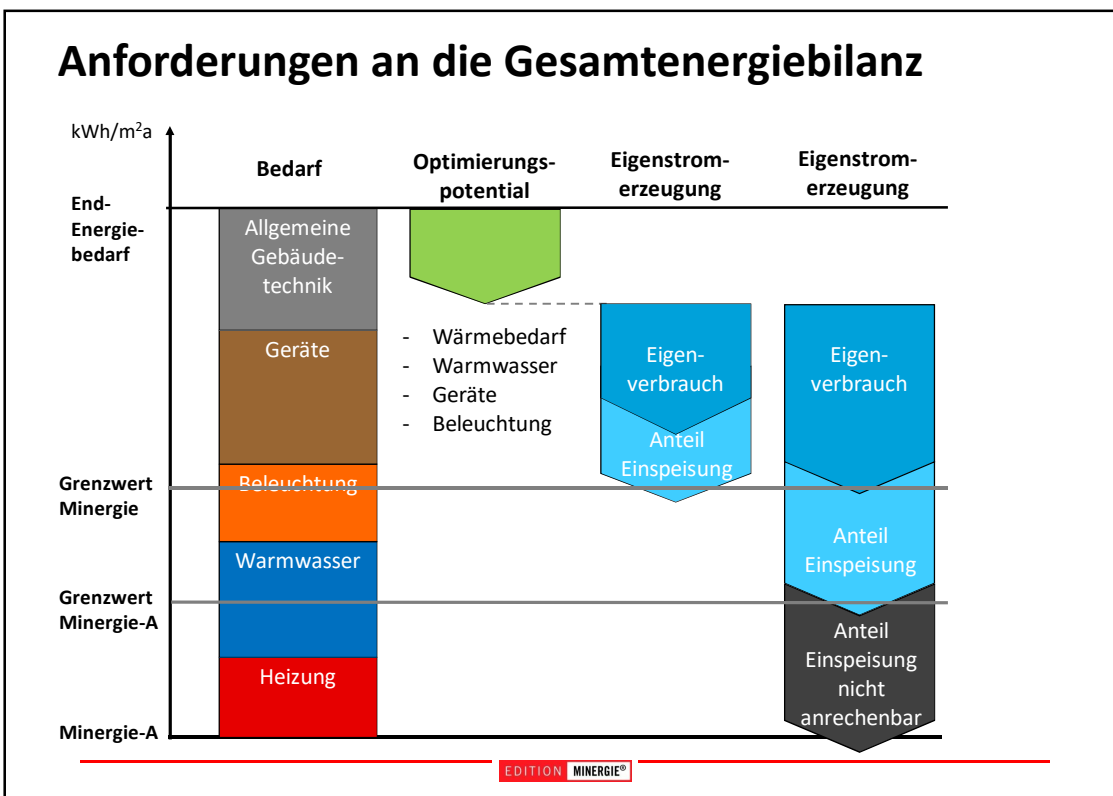 Anforderungen an die Gesamtenergiebilanz
kWh/m²a
Bedarf
Optimierungs-
potential
Eigenstrom-
erzeugung
Eigenstrom-
erzeugung
End-
Energie-
bedarf
Allgemeine
Gebäude-
technik
Geräte
Beleuchtung
Warmwasser
Heizung
- Wärmebedarf
- Warmwasser
- Geräte
- Beleuchtung
Eigen-
verbrauch
Anteil
Einspeisung
Eigen-
verbrauch
Anteil
Einspeisung
Anteil
Einspeisung
nicht
anrechenbar
Grenzwert
Minergie
Grenzwert
Minergie-A
Minergie-A
EDITION MINERGIE®